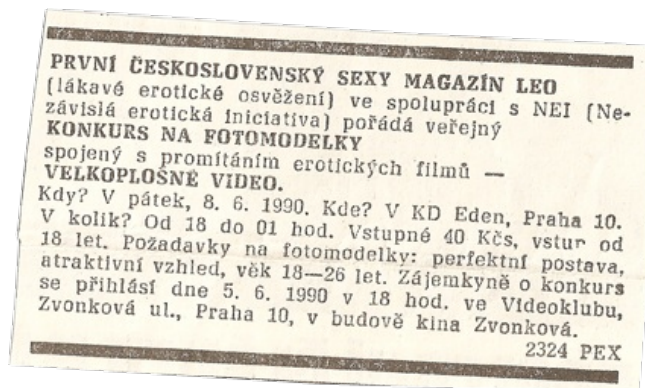 PRVNÍ ČESKOSLOVENSKÝ SEXY MAGAZÍN LEO
(lákavé erotické osvěžení) ve spolupráci s NEI (Ne-
závislá erotická iniciativa) pořádá veřejný
KONKURS NA FOTOMODELKY
spojený s promítáním erotických filmů —
VELKOPLOŠNÉ VIDEO.
Kdy? V pátek, 8. 6. 1990. Kde? V KD Eden, Praha 10.
V kolik? Od 18 do 01 hod. Vstupné 40 Kčs, vstup od
18 let. Požadavky na fotomodelky: perfektní postava,
atraktivní vzhled, věk 18—26 let. Zájemkyně o konkurs
se přihlásí dne 5. 6. 1990 v 18 hod. ve Videoklubu,
Zvonková ul., Praha 10, v budově kina Zvonková.
2324 PEX